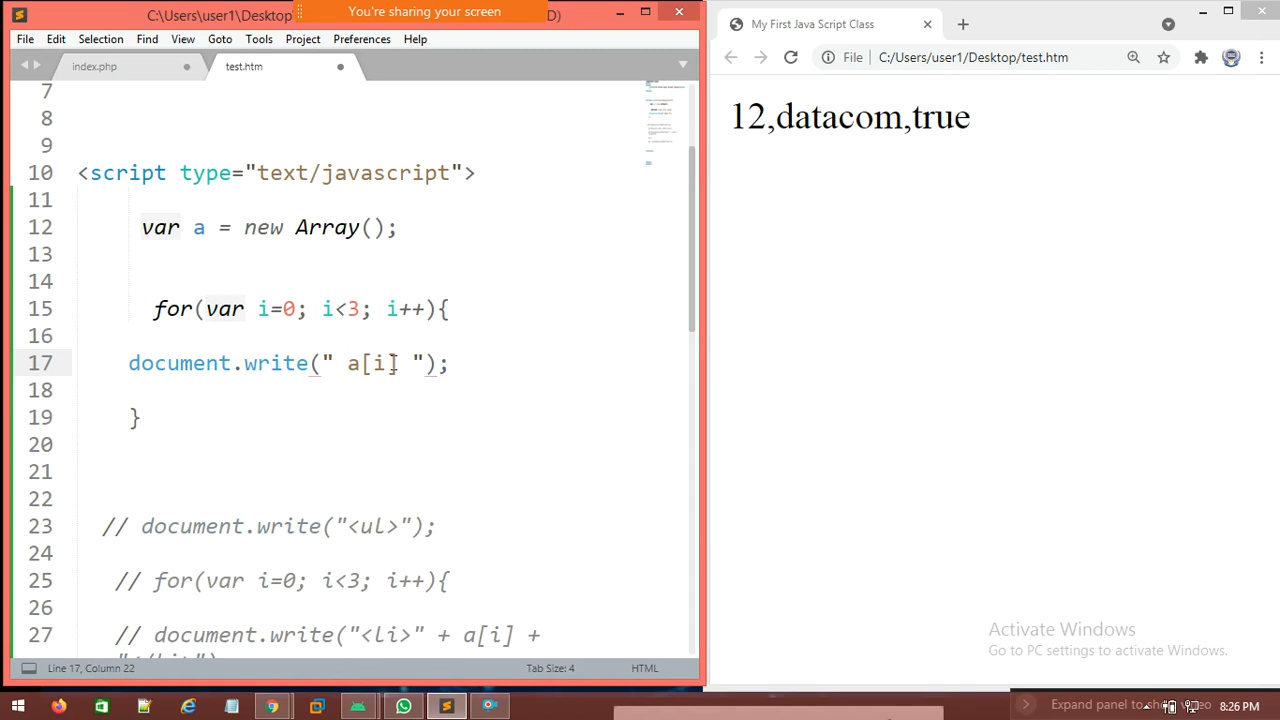 C:\Users\user1\Desktop
You're sharing your screen
D)
File Edit Selection Find View Goto Tools Project Preferences Help
index.php
test.htm
7
8
9
10 <script type="text/javascript">
11
12 var a = new Array();
13
14
15 for(var i=0; i<3; i++){
16
17 document.write(" a[i] ");
18
19 }
20
21
22
23 // document.write("<ul>");
24
25 // for(var i=0; i<3; i++){
26
27 // document.write("<li>" + a[i] +
Line 17, Column 22
Tab Size: 4
HTML
My First Java Script Class
File C:/Users/user1/Desktop/test.htm
12,datacom,true
Activate Windows
Go to PC settings to activate Windows.
Expand panel to
8:26 PM